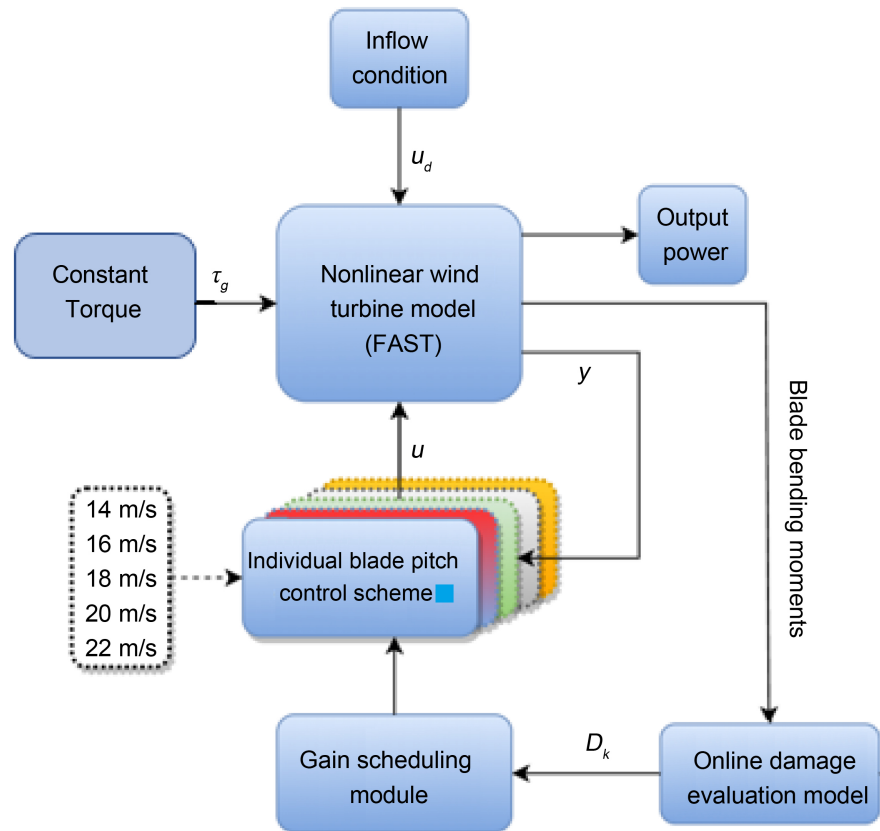 Inflow
condition
u_d
Output
power
Constant
Torque
τ_g
Nonlinear wind
turbine model
(FAST)
y
Blade bending moments
u
14 m/s
16 m/s
18 m/s
20 m/s
22 m/s
Individual blade pitch
control scheme
Gain scheduling
module
D_k
Online damage
evaluation model